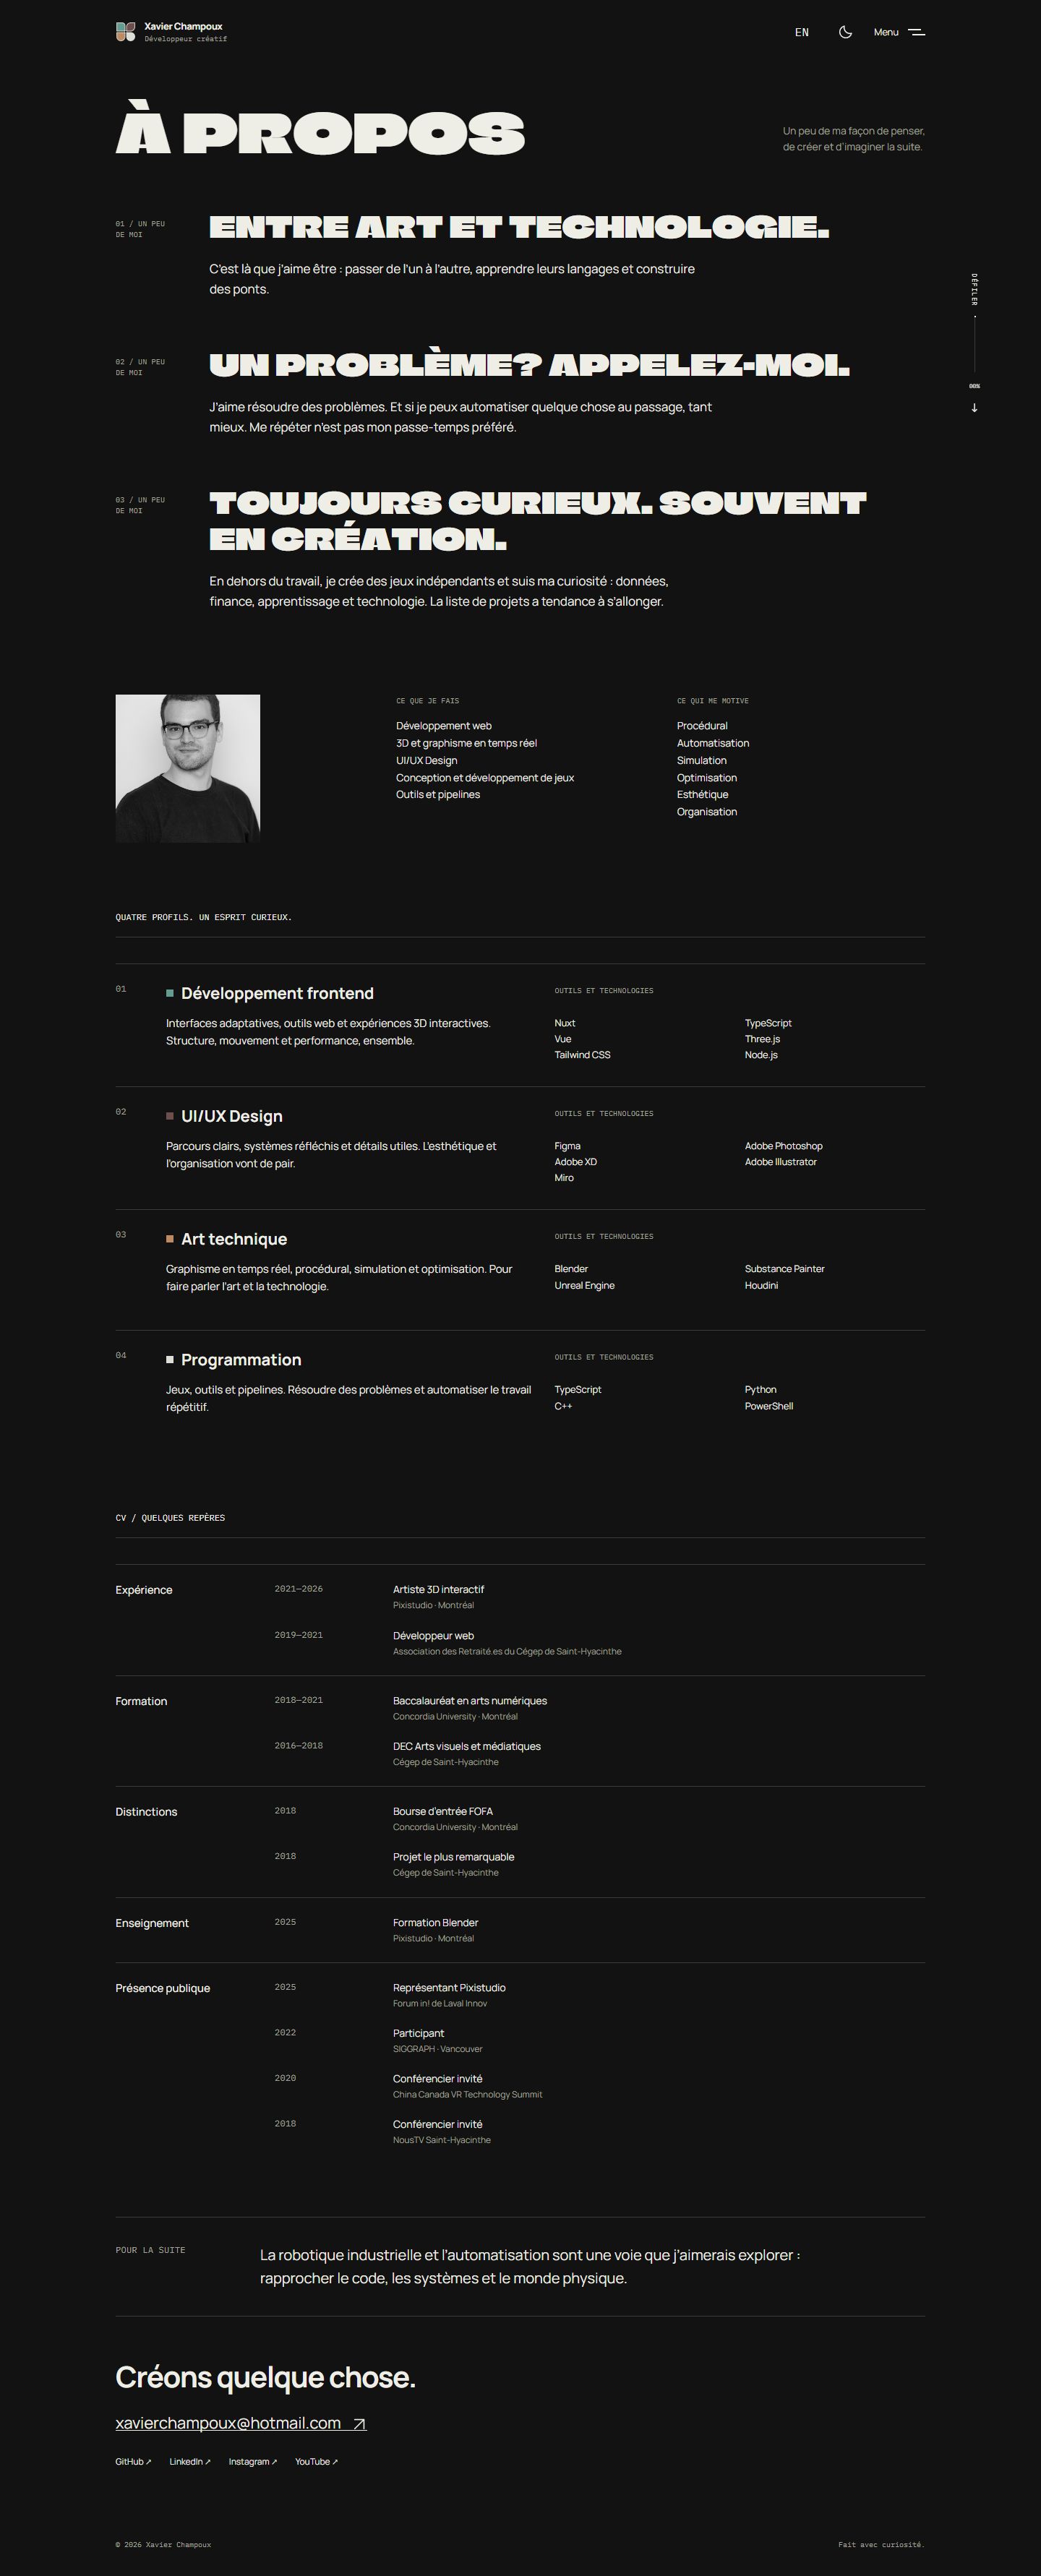 Xavier Champoux
Développeur créatif
EN
Menu
À PROPOS
Un peu de ma façon de penser,
de créer et d'imaginer la suite.
01 / UN PEU
DE MOI
ENTRE ART ET TECHNOLOGIE.
C'est là que j'aime être : passer de l'un à l'autre, apprendre leurs langages et construire
des ponts.
DÉFILER
02 / UN PEU
DE MOI
UN PROBLÈME? APPELEZ-MOI.
J'aime résoudre des problèmes. Et si je peux automatiser quelque chose au passage, tant
mieux. Me répéter n'est pas mon passe-temps préféré.
03 / UN PEU
DE MOI
TOUJOURS CURIEUX. SOUVENT
EN CRÉATION.
En dehors du travail, je crée des jeux indépendants et suis ma curiosité : données,
finance, apprentissage et technologie. La liste de projets a tendance à s'allonger.
CE QUE JE FAIS
Développement web
3D et graphisme en temps réel
UI/UX Design
Conception et développement de jeux
Outils et pipelines
CE QUI ME MOTIVE
Procédural
Automatisation
Simulation
Optimisation
Esthétique
Organisation
QUATRE PROFILS. UN ESPRIT CURIEUX.
01
Développement frontend
Interfaces adaptatives, outils web et expériences 3D interactives.
Structure, mouvement et performance, ensemble.
OUTILS ET TECHNOLOGIES
Nuxt
Vue
Tailwind CSS
TypeScript
Three.js
Node.js
02
UI/UX Design
Parcours clairs, systèmes réfléchis et détails utiles. L'esthétique et
l'organisation vont de pair.
OUTILS ET TECHNOLOGIES
Figma
Adobe XD
Miro
Adobe Photoshop
Adobe Illustrator
03
Art technique
Graphisme en temps réel, procédural, simulation et optimisation. Pour
faire parler l'art et la technologie.
OUTILS ET TECHNOLOGIES
Blender
Unreal Engine
Substance Painter
Houdini
04
Programmation
Jeux, outils et pipelines. Résoudre des problèmes et automatiser le travail
répétitif.
OUTILS ET TECHNOLOGIES
TypeScript
C++
Python
PowerShell
CV / QUELQUES REPÈRES
Expérience
2021—2026
Artiste 3D interactif
Pixistudio · Montréal
2019—2021
Développeur web
Association des Retraité.es du Cégep de Saint-Hyacinthe
Formation
2018—2021
Baccalauréat en arts numériques
Concordia University · Montréal
2016—2018
DEC Arts visuels et médiatiques
Cégep de Saint-Hyacinthe
Distinctions
2018
Bourse d'entrée FOFA
Concordia University · Montréal
2018
Projet le plus remarquable
Cégep de Saint-Hyacinthe
Enseignement
2025
Formation Blender
Pixistudio · Montréal
Présence publique
2025
Représentant Pixistudio
Forum in! de Laval Innov
2022
Participant
SIGGRAPH · Vancouver
2020
Conférencier invité
China Canada VR Technology Summit
2018
Conférencier invité
NousTV Saint-Hyacinthe
POUR LA SUITE
La robotique industrielle et l'automatisation sont une voie que j'aimerais explorer :
rapprocher le code, les systèmes et le monde physique.
Créons quelque chose.
xavierchampoux@hotmail.com
GitHub ↗
LinkedIn ↗
Instagram ↗
YouTube ↗
© 2026 Xavier Champoux
Fait avec curiosité.